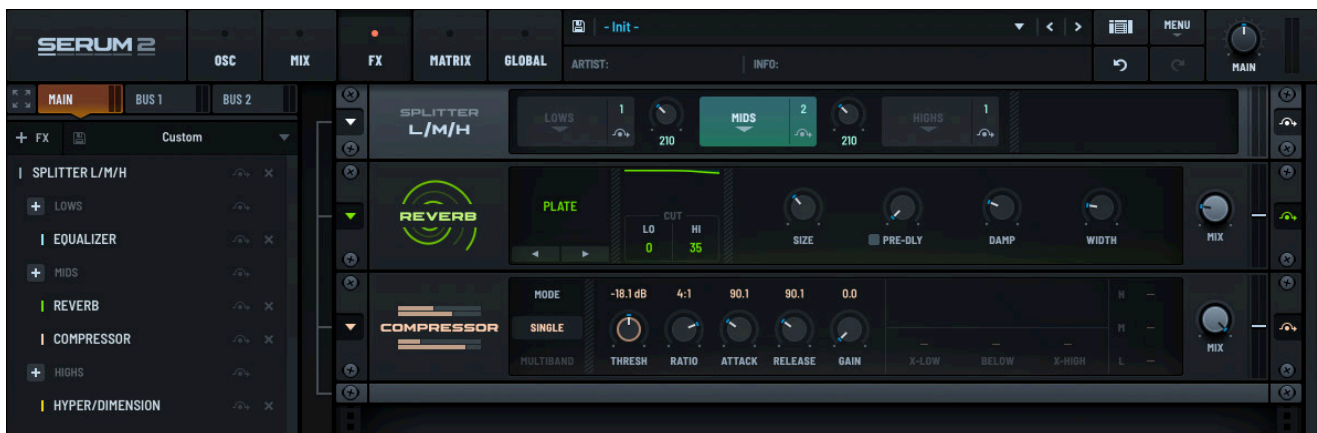 SERUM 2
OSC
MIX
FX
MATRIX
GLOBAL
- Init -
ARTIST:
INFO:
MENU
MAIN
MAIN
BUS 1
BUS 2
+ FX
Custom
SPLITTER L/M/H
+ LOWS
EQUALIZER
+ MIDS
REVERB
COMPRESSOR
+ HIGHS
HYPER/DIMENSION
SPLITTER
L/M/H
LOWS
1
210
MIDS
2
210
HIGHS
1
REVERB
PLATE
CUT
LO HI
0 35
SIZE
PRE-DLY
DAMP
WIDTH
MIX
COMPRESSOR
MODE
SINGLE
MULTIBAND
-18.1 dB 4:1 90.1 90.1 0.0
THRESH RATIO ATTACK RELEASE GAIN
X-LOW BELOW X-HIGH
H
M
L
MIX